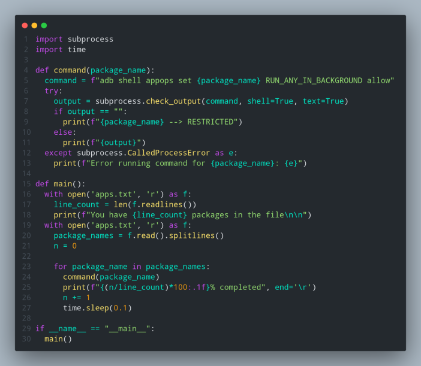 1 import subprocess
2 import time
3
4 def command(package_name):
5   command = f"adb shell appops set {package_name} RUN_ANY_IN_BACKGROUND allow"
6   try:
7     output = subprocess.check_output(command, shell=True, text=True)
8     if output == "":
9       print(f"{package_name} --> RESTRICTED")
10     else:
11       print(f"{output}")
12   except subprocess.CalledProcessError as e:
13     print(f"Error running command for {package_name}: {e}")
14
15 def main():
16   with open('apps.txt', 'r') as f:
17     line_count = len(f.readlines())
18     print(f"You have {line_count} packages in the file\n\n")
19   with open('apps.txt', 'r') as f:
20     package_names = f.read().splitlines()
21     n = 0
22
23     for package_name in package_names:
24       command(package_name)
25       print(f"{(n/line_count)*100:.1f}% completed", end='\r')
26       n += 1
27       time.sleep(0.1)
28
29 if __name__ == "__main__":
30   main()